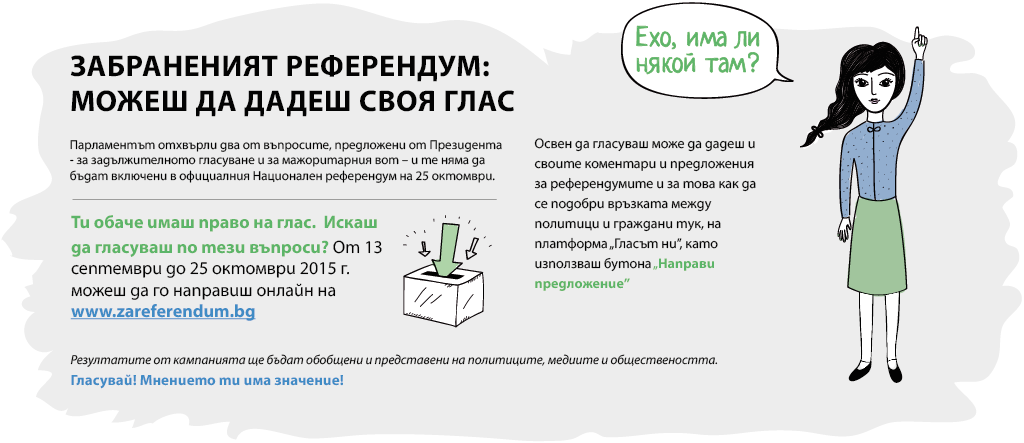 ЗАБРАНЕНИЯТ РЕФЕРЕНДУМ:
МОЖЕШ ДА ДАДЕШ СВОЯ ГЛАС
Ехо, има ли
някой там?
Парламентът отхвърли два от въпросите, предложени от Президента
- за задължителното гласуване и за мажоритарния вот – и те няма да
бъдат включени в официалния Национален референдум на 25 октомври.
Ти обаче имаш право на глас. Искаш
да гласуваш по тези въпроси? От 13
септември до 25 октомври 2015 г.
можеш да го направиш онлайн на
www.zareferendum.bg
Освен да гласуваш може да дадеш и
своите коментари и предложения
за референдумите и за това как да
се подобри връзката между
политици и граждани тук, на
платформа „Гласът ни”, като
използваш бутона „Направи
предложение”
Резултатите от кампанията ще бъдат обобщени и представени на политиците, медиите и обществеността.
Гласувай! Мнението ти има значение!